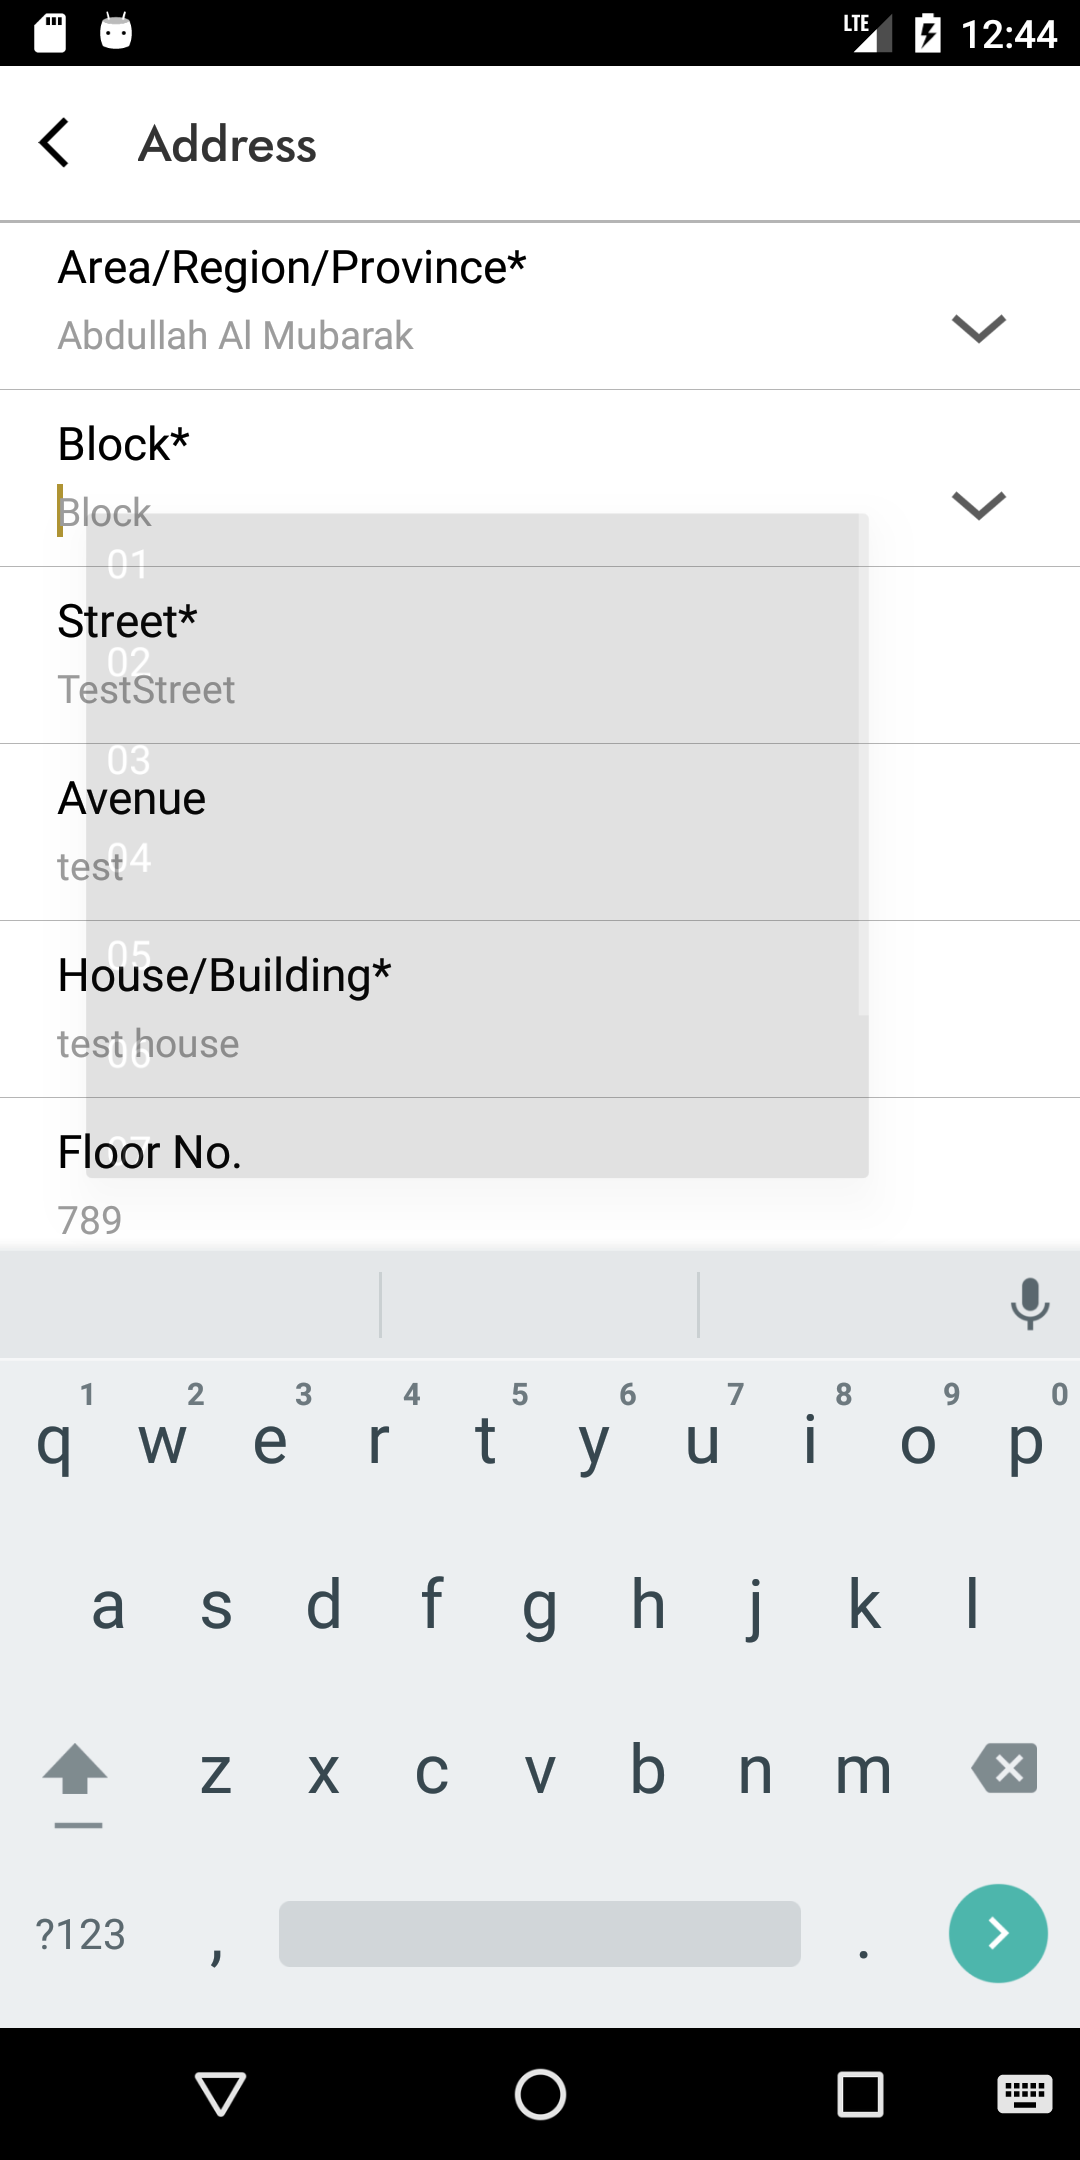 LTE 12:44
Address
Area/Region/Province*
Abdullah Al Mubarak
Block*
Block
01
Street*
02
TestStreet
03
Avenue
04
test
05
House/Building*
test house
06
07
Floor No.
789
1 2 3 4 5 6 7 8 9 0
q w e r t y u i o p
a s d f g h j k l
z x c v b n m
?123 , .